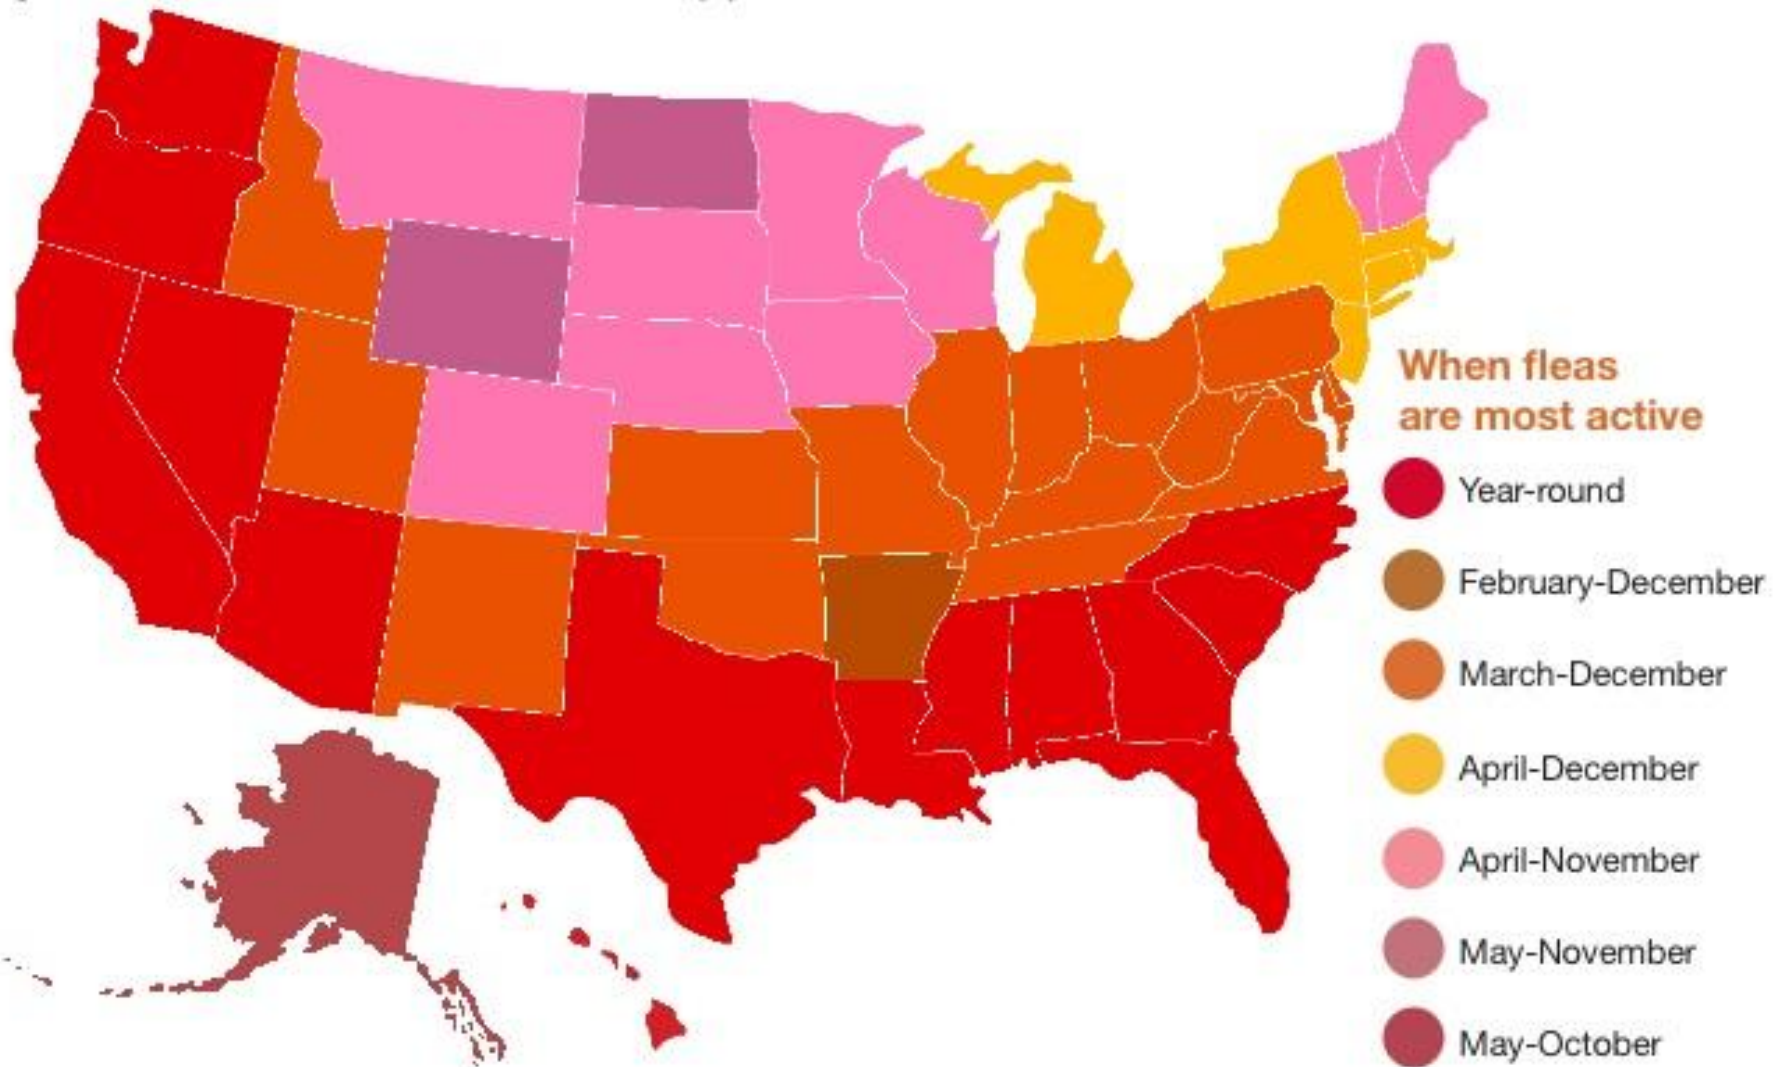 When fleas
are most active
Year-round
February-December
March-December
April-December
April-November
May-November
May-October